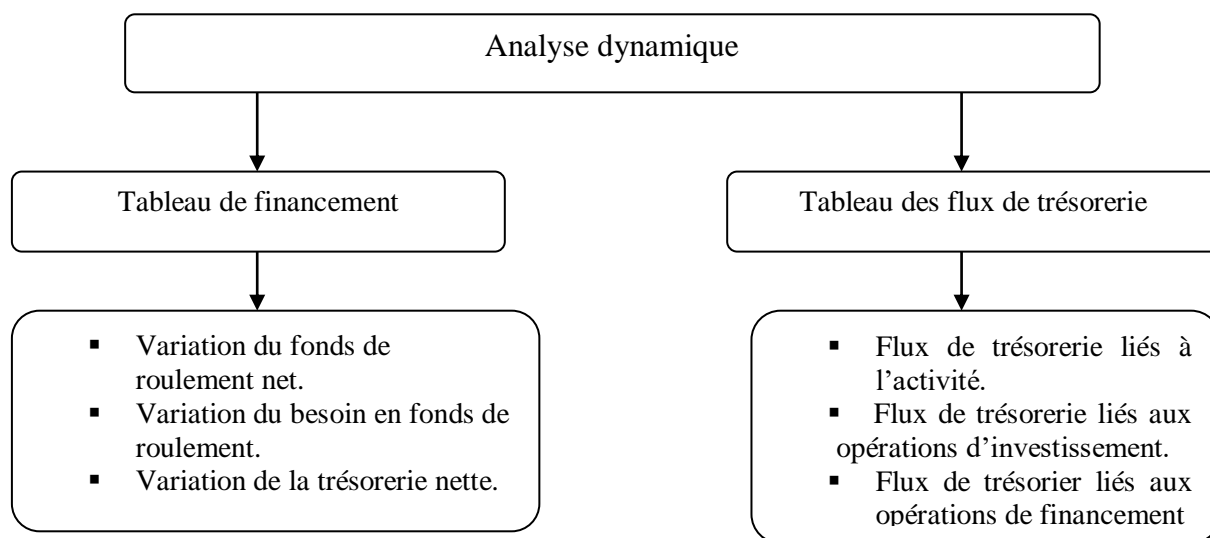 Analyse dynamique
Tableau de financement
Tableau des flux de trésorerie
▪ Variation du fonds de
roulement net.
▪ Variation du besoin en fonds de
roulement.
▪ Variation de la trésorerie nette.
▪ Flux de trésorerie liés à
l’activité.
▪ Flux de trésorerie liés aux
opérations d’investissement.
▪ Flux de trésorier liés aux
opérations de financement